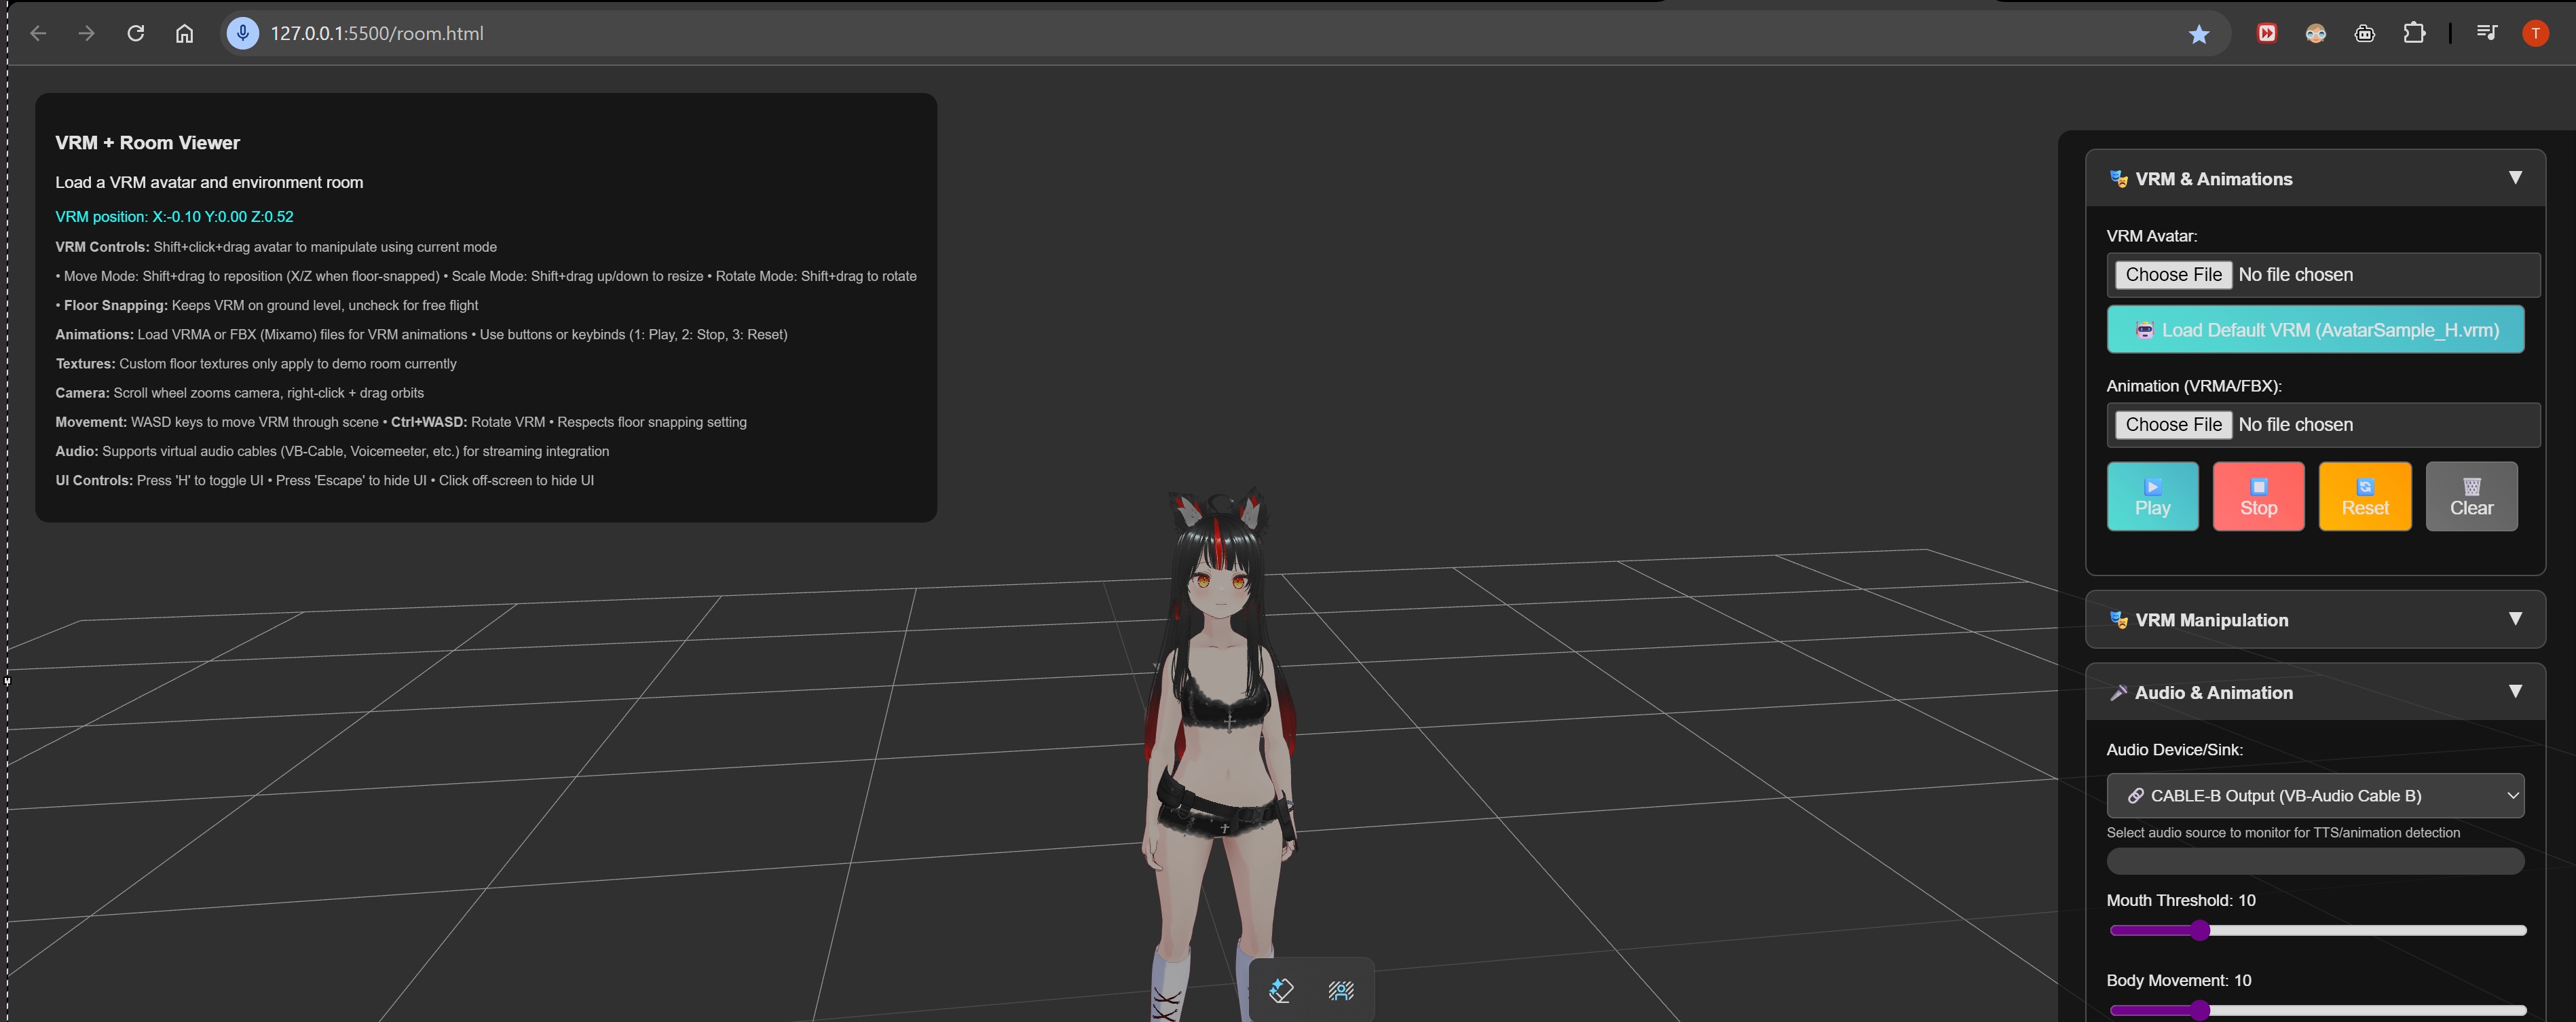 127.0.0.1:5500/room.html
T
VRM + Room Viewer
Load a VRM avatar and environment room
VRM position: X:-0.10 Y:0.00 Z:0.52
VRM Controls: Shift+click+drag avatar to manipulate using current mode
• Move Mode: Shift+drag to reposition (X/Z when floor-snapped) • Scale Mode: Shift+drag up/down to resize • Rotate Mode: Shift+drag to rotate
• Floor Snapping: Keeps VRM on ground level, uncheck for free flight
Animations: Load VRMA or FBX (Mixamo) files for VRM animations • Use buttons or keybinds (1: Play, 2: Stop, 3: Reset)
Textures: Custom floor textures only apply to demo room currently
Camera: Scroll wheel zooms camera, right-click + drag orbits
Movement: WASD keys to move VRM through scene • Ctrl+WASD: Rotate VRM • Respects floor snapping setting
Audio: Supports virtual audio cables (VB-Cable, Voicemeeter, etc.) for streaming integration
UI Controls: Press 'H' to toggle UI • Press 'Escape' to hide UI • Click off-screen to hide UI
🎭 VRM & Animations ▼
VRM Avatar:
Choose File No file chosen
🤖 Load Default VRM (AvatarSample_H.vrm)
Animation (VRMA/FBX):
Choose File No file chosen
Play
Stop
Reset
Clear
🎭 VRM Manipulation ▼
🎤 Audio & Animation ▼
Audio Device/Sink:
🔗 CABLE-B Output (VB-Audio Cable B)
Select audio source to monitor for TTS/animation detection
Mouth Threshold: 10
Body Movement: 10